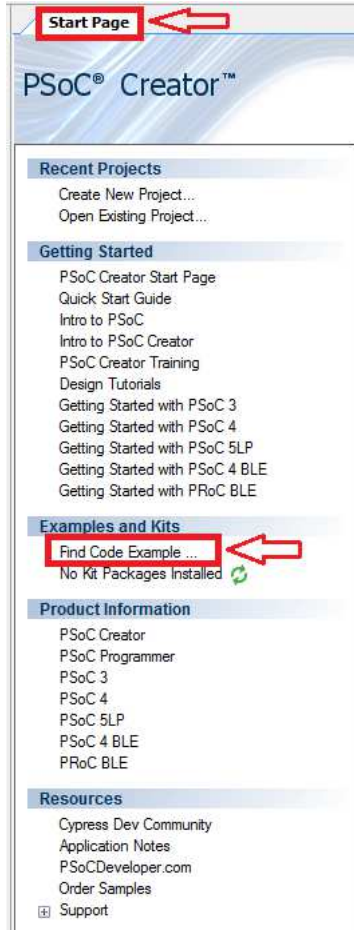 Start Page
PSoC® Creator™
Recent Projects
Create New Project...
Open Existing Project...
Getting Started
PSoC Creator Start Page
Quick Start Guide
Intro to PSoC
Intro to PSoC Creator
PSoC Creator Training
Design Tutorials
Getting Started with PSoC 3
Getting Started with PSoC 4
Getting Started with PSoC 5LP
Getting Started with PSoC 4 BLE
Getting Started with PRoC BLE
Examples and Kits
Find Code Example ...
No Kit Packages Installed
Product Information
PSoC Creator
PSoC Programmer
PSoC 3
PSoC 4
PSoC 5LP
PSoC 4 BLE
PRoC BLE
Resources
Cypress Dev Community
Application Notes
PSoCDeveloper.com
Order Samples
Support